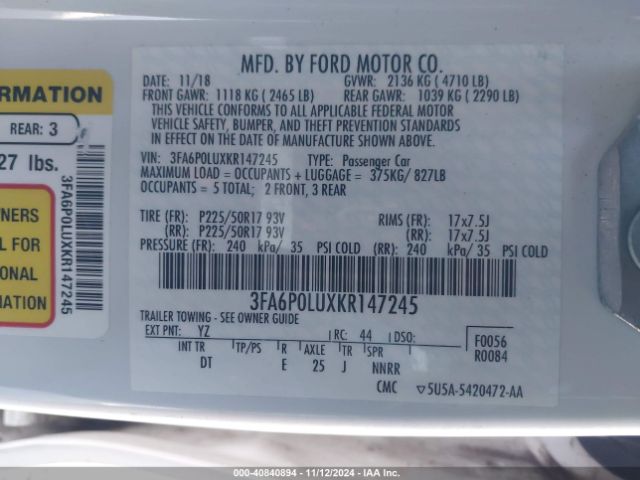 MFD. BY FORD MOTOR CO.
DATE: 11/18 GVWR: 2136 KG ( 4710 LB)
FRONT GAWR: 1118 KG ( 2465 LB) REAR GAWR: 1039 KG ( 2290 LB)
THIS VEHICLE CONFORMS TO ALL APPLICABLE FEDERAL MOTOR
VEHICLE SAFETY, BUMPER, AND THEFT PREVENTION STANDARDS
IN EFFECT ON THE DATE OF MANUFACTURE SHOWN ABOVE.
VIN: 3FA6P0LUXKR147245 TYPE: Passenger Car
MAXIMUM LOAD = OCCUPANTS + LUGGAGE = 375KG/ 827LB
OCCUPANTS = 5 TOTAL; 2 FRONT, 3 REAR
TIRE (FR): P225/50R17 93V RIMS (FR): 17x7.5J
(RR): P225/50R17 93V (RR): 17x7.5J
PRESSURE (FR): 240 kPa/ 35 PSI COLD (RR): 240 kPa/ 35 PSI COLD
3FA6P0LUXKR147245
TRAILER TOWING - SEE OWNER GUIDE
EXT PNT: YZ RC: 44 DSO: F0056
INT TR TP/PS R AXLE TR SPR R0084
DT E 25 J NNRR
CMC ▽5U5A-5420472-AA
ORMATION
REAR: 3
27 lbs.
3FA6P0LUXKR147245
WNERS
L FOR
IONAL
MATION
000-40840894 - 11/12/2024 - IAA Inc.